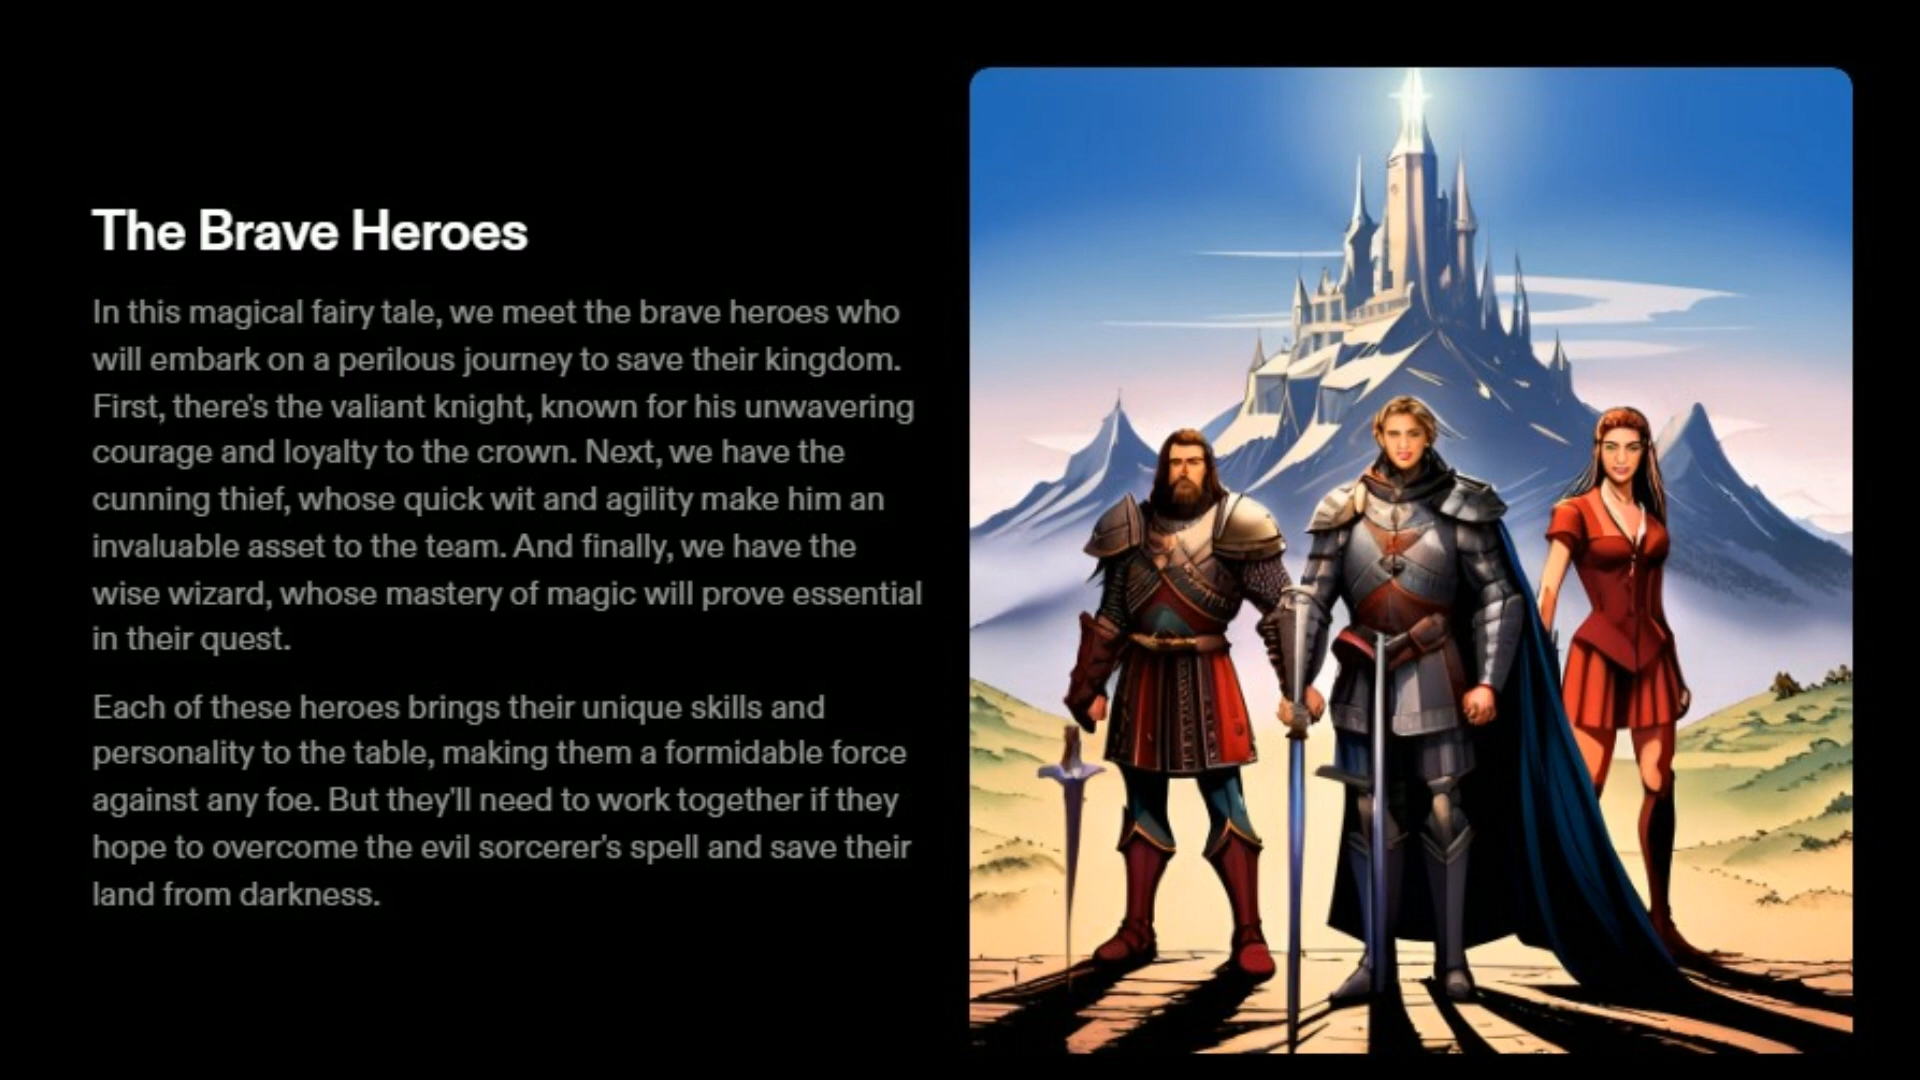 The Brave Heroes
In this magical fairy tale, we meet the brave heroes who
will embark on a perilous journey to save their kingdom.
First, there's the valiant knight, known for his unwavering
courage and loyalty to the crown. Next, we have the
cunning thief, whose quick wit and agility make him an
invaluable asset to the team. And finally, we have the
wise wizard, whose mastery of magic will prove essential
in their quest.
Each of these heroes brings their unique skills and
personality to the table, making them a formidable force
against any foe. But they'll need to work together if they
hope to overcome the evil sorcerer's spell and save their
land from darkness.